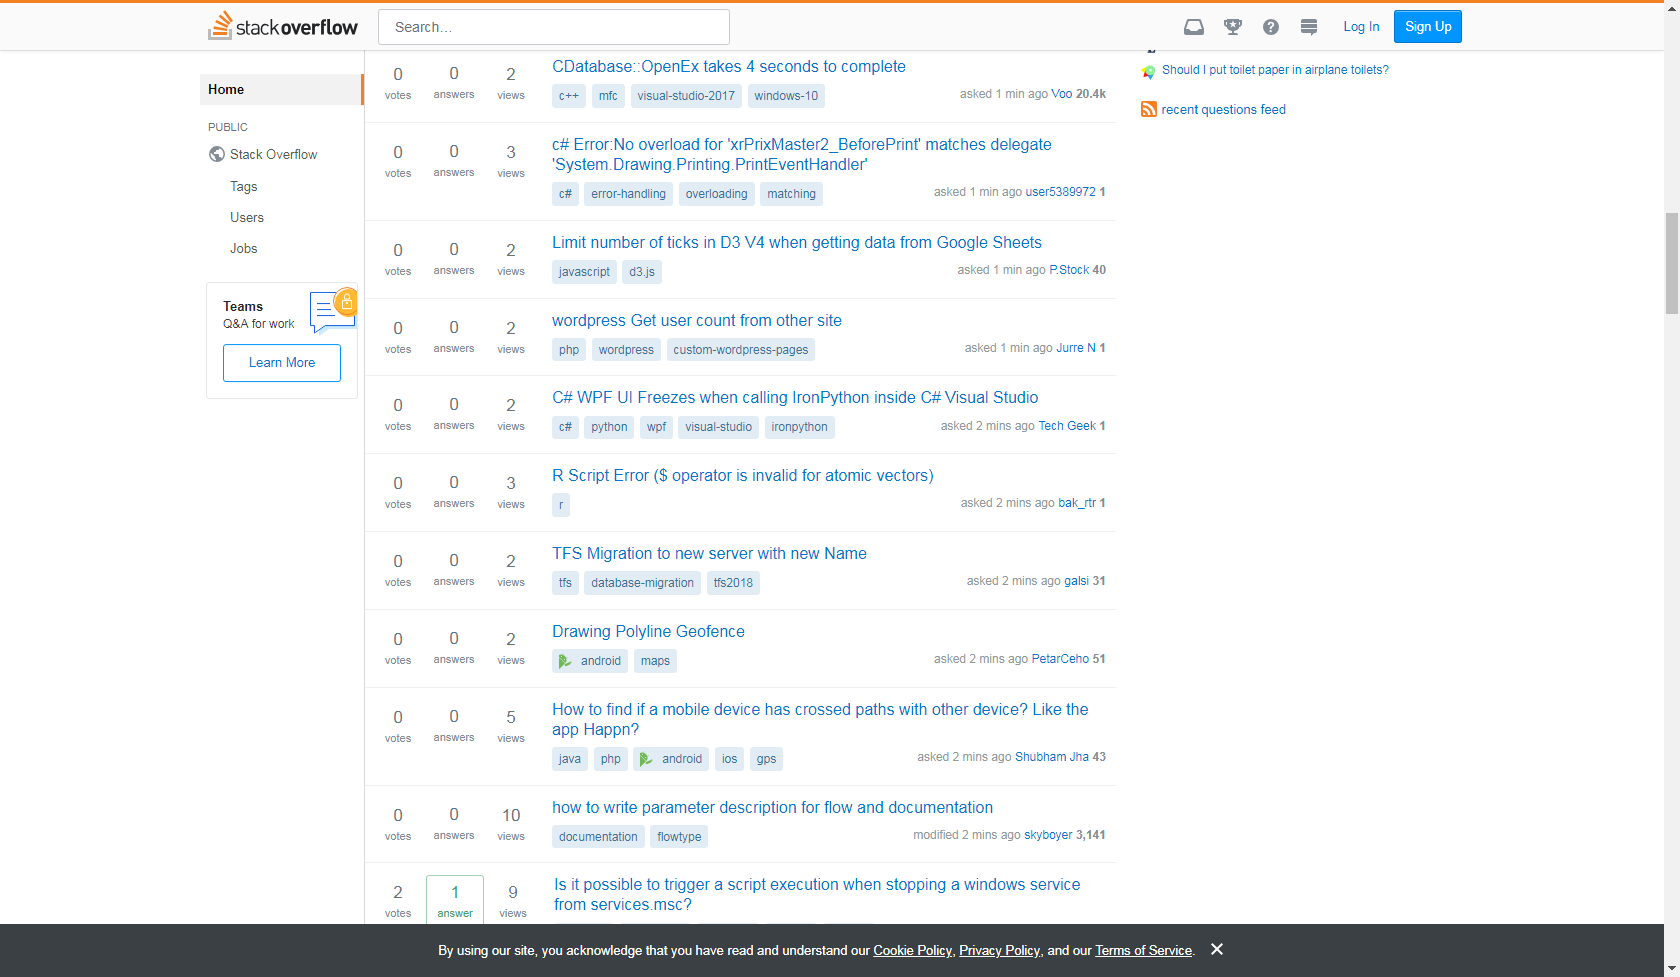 stackoverflow
Search...
Log In
Sign Up
Home
PUBLIC
Stack Overflow
Tags
Users
Jobs
Teams
Q&A for work
Learn More
0 0 2 CDatabase::OpenEx takes 4 seconds to complete
votes answers views c++ mfc visual-studio-2017 windows-10 asked 1 min ago Voo 20.4k
0 0 3 c# Error:No overload for 'xrPrixMaster2_BeforePrint' matches delegate
votes answers views 'System.Drawing.Printing.PrintEventHandler'
c# error-handling overloading matching asked 1 min ago user5389972 1
0 0 2 Limit number of ticks in D3 V4 when getting data from Google Sheets
votes answers views javascript d3.js asked 1 min ago P.Stock 40
0 0 2 wordpress Get user count from other site
votes answers views php wordpress custom-wordpress-pages asked 1 min ago Jurre N 1
0 0 2 C# WPF UI Freezes when calling IronPython inside C# Visual Studio
votes answers views c# python wpf visual-studio ironpython asked 2 mins ago Tech Geek 1
0 0 3 R Script Error ($ operator is invalid for atomic vectors)
votes answers views r asked 2 mins ago bak_rtr 1
0 0 2 TFS Migration to new server with new Name
votes answers views tfs database-migration tfs2018 asked 2 mins ago galsi 31
0 0 2 Drawing Polyline Geofence
votes answers views android maps asked 2 mins ago PetarCeho 51
0 0 5 How to find if a mobile device has crossed paths with other device? Like the
votes answers views app Happn?
java php android ios gps asked 2 mins ago Shubham Jha 43
0 0 10 how to write parameter description for flow and documentation
votes answers views documentation flowtype modified 2 mins ago skyboyer 3,141
2 1 9 Is it possible to trigger a script execution when stopping a windows service
votes answer views from services.msc?
Should I put toilet paper in airplane toilets?
recent questions feed
By using our site, you acknowledge that you have read and understand our Cookie Policy, Privacy Policy, and our Terms of Service.